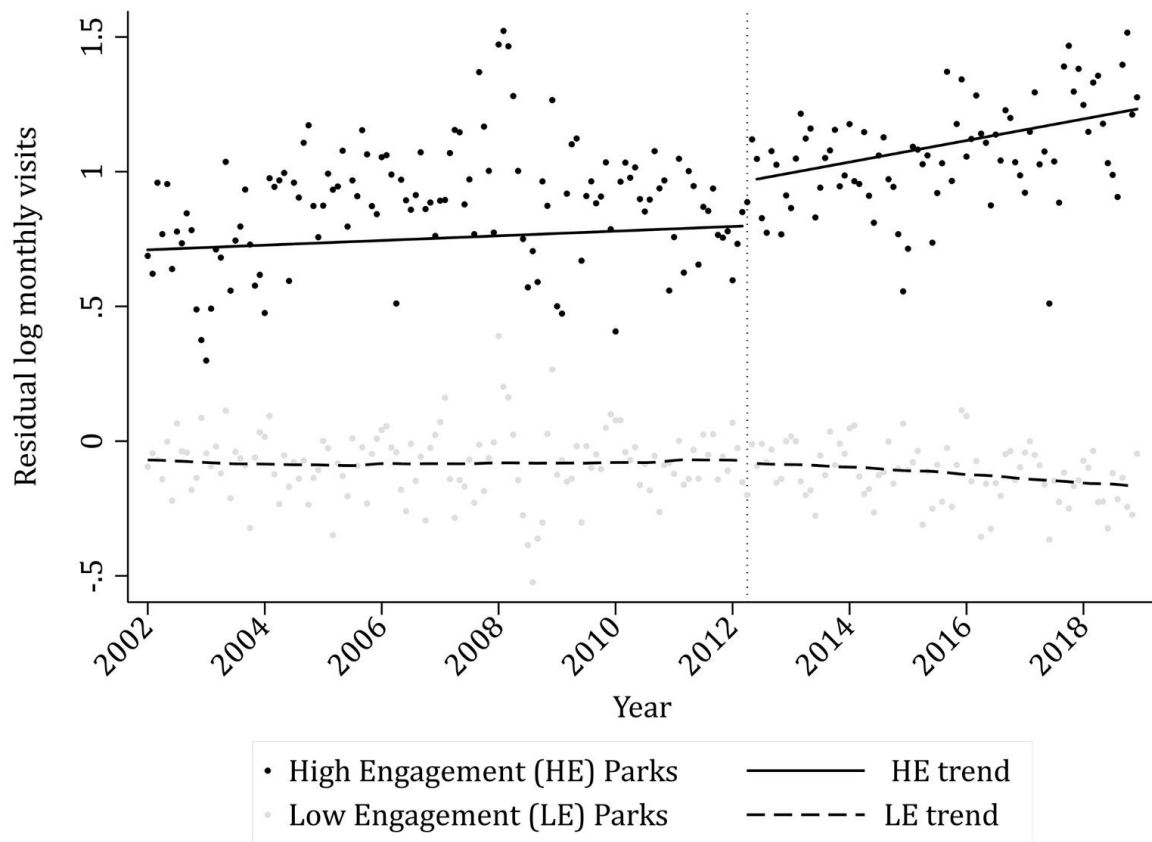 Residual log monthly visits
1.5
1
.5
0
-.5
2002
2004
2006
2008
2010
2012
2014
2016
2018
Year
High Engagement (HE) Parks
HE trend
Low Engagement (LE) Parks
LE trend